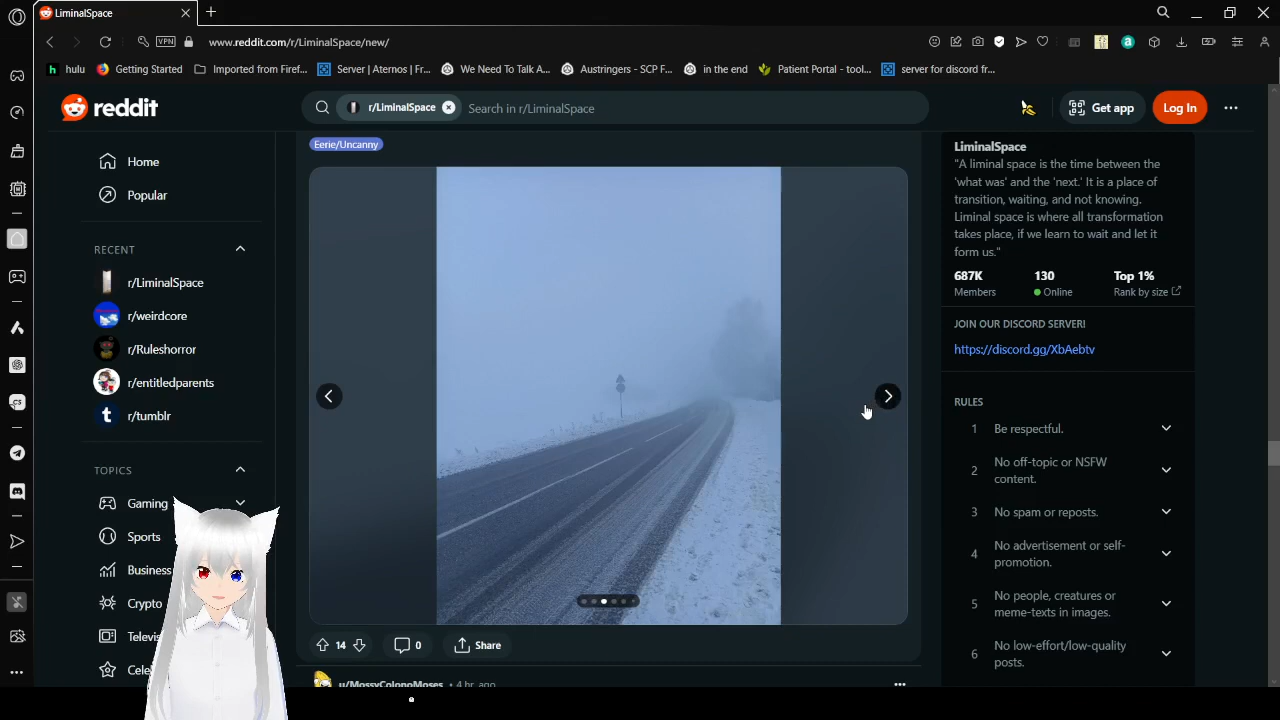 LiminalSpace
www.reddit.com/r/LiminalSpace/new/
VPN
hulu
Getting Started
Imported from Firef...
Server | Aternos | Fr...
We Need To Talk A...
Austringers - SCP F...
in the end
Patient Portal - tool...
server for discord fr...
reddit
r/LiminalSpace
Search in r/LiminalSpace
Get app
Log In
Home
Popular
RECENT
r/LiminalSpace
r/weirdcore
r/Ruleshorror
r/entitledparents
r/tumblr
TOPICS
Gaming
Sports
Business
Crypto
Eerie/Uncanny
14
0
Share
u/MossyColonoMoses • 4 hr. ago
LiminalSpace
"A liminal space is the time between the
'what was' and the 'next.' It is a place of
transition, waiting, and not knowing.
Liminal space is where all transformation
takes place, if we learn to wait and let it
form us."
687K
Members
130
Online
Top 1%
Rank by size
JOIN OUR DISCORD SERVER!
https://discord.gg/XbAebtv
RULES
1 Be respectful.
2 No off-topic or NSFW
content.
3 No spam or reposts.
4 No advertisement or self-
promotion.
5 No people, creatures or
meme-texts in images.
6 No low-effort/low-quality
posts.